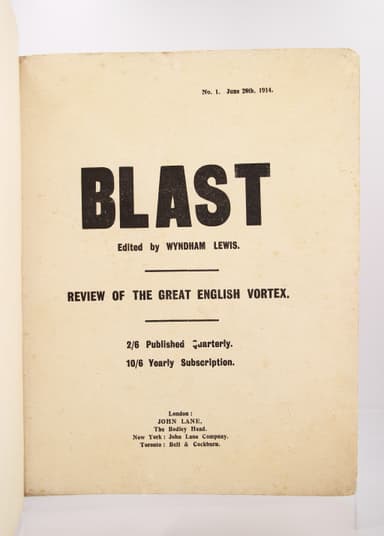 No. 1. June 20th, 1914.
BLAST
Edited by WYNDHAM LEWIS.
REVIEW OF THE GREAT ENGLISH VORTEX.
2/6 Published Quarterly.
10/6 Yearly Subscription.
London:
JOHN LANE,
The Bodley Head.
New York: John Lane Company.
Toronto: Bell & Cockburn.